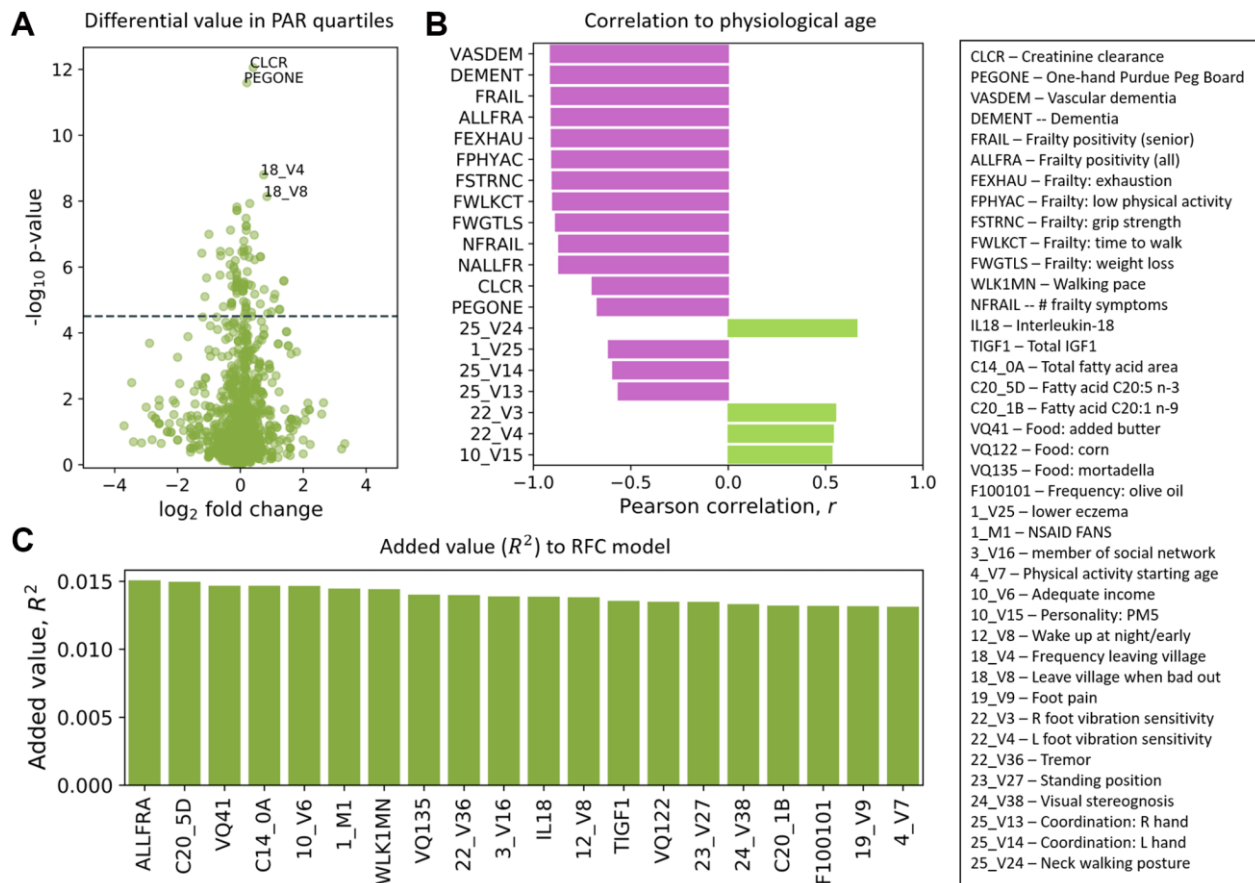 A
Differential value in PAR quartiles
-log10 p-value
12
10
8
6
4
2
0
CLCR
PEGONE
18_V4
18_V8
−4
−2
0
2
4
log2 fold change
B
Correlation to physiological age
VASDEM
DEMENT
FRAIL
ALLFRA
FEXHAU
FPHYAC
FSTRNC
FWLKCT
FWGTLS
NFRAIL
NALLFR
CLCR
PEGONE
25_V24
1_V25
25_V14
25_V13
22_V3
22_V4
10_V15
−1.0
−0.5
0.0
0.5
1.0
Pearson correlation, r
C
Added value (R²) to RFC model
Added value, R²
0.015
0.010
0.005
0.000
ALLFRA
C20_5D
VQ41
C14_0A
10_V6
1_M1
WLK1MN
VQ135
22_V36
3_V16
IL18
12_V8
TIGF1
VQ122
23_V27
24_V38
C20_1B
F100101
19_V9
4_V7
CLCR – Creatinine clearance
PEGONE – One-hand Purdue Peg Board
VASDEM – Vascular dementia
DEMENT -- Dementia
FRAIL – Frailty positivity (senior)
ALLFRA – Frailty positivity (all)
FEXHAU – Frailty: exhaustion
FPHYAC – Frailty: low physical activity
FSTRNC – Frailty: grip strength
FWLKCT – Frailty: time to walk
FWGTLS – Frailty: weight loss
WLK1MN – Walking pace
NFRAIL -- # frailty symptoms
IL18 – Interleukin-18
TIGF1 – Total IGF1
C14_0A – Total fatty acid area
C20_5D – Fatty acid C20:5 n-3
C20_1B – Fatty acid C20:1 n-9
VQ41 – Food: added butter
VQ122 – Food: corn
VQ135 – Food: mortadella
F100101 – Frequency: olive oil
1_V25 – lower eczema
1_M1 – NSAID FANS
3_V16 – member of social network
4_V7 – Physical activity starting age
10_V6 – Adequate income
10_V15 – Personality: PM5
12_V8 – Wake up at night/early
18_V4 – Frequency leaving village
18_V8 – Leave village when bad out
19_V9 – Foot pain
22_V3 – R foot vibration sensitivity
22_V4 – L foot vibration sensitivity
22_V36 – Tremor
23_V27 – Standing position
24_V38 – Visual stereognosis
25_V13 – Coordination: R hand
25_V14 – Coordination: L hand
25_V24 – Neck walking posture